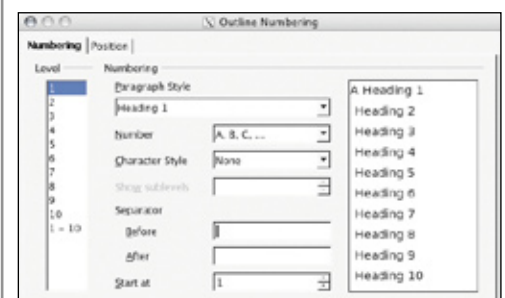 Outline Numbering
Numbering Position
Level
1
2
3
4
5
6
7
8
9
10
1 - 10
Numbering
Paragraph Style
Heading 1
Number
A, B, C, ...
Character Style
None
Show sublevels
Separator
Before
After
Start at
1
A Heading 1
Heading 2
Heading 3
Heading 4
Heading 5
Heading 6
Heading 7
Heading 8
Heading 9
Heading 10